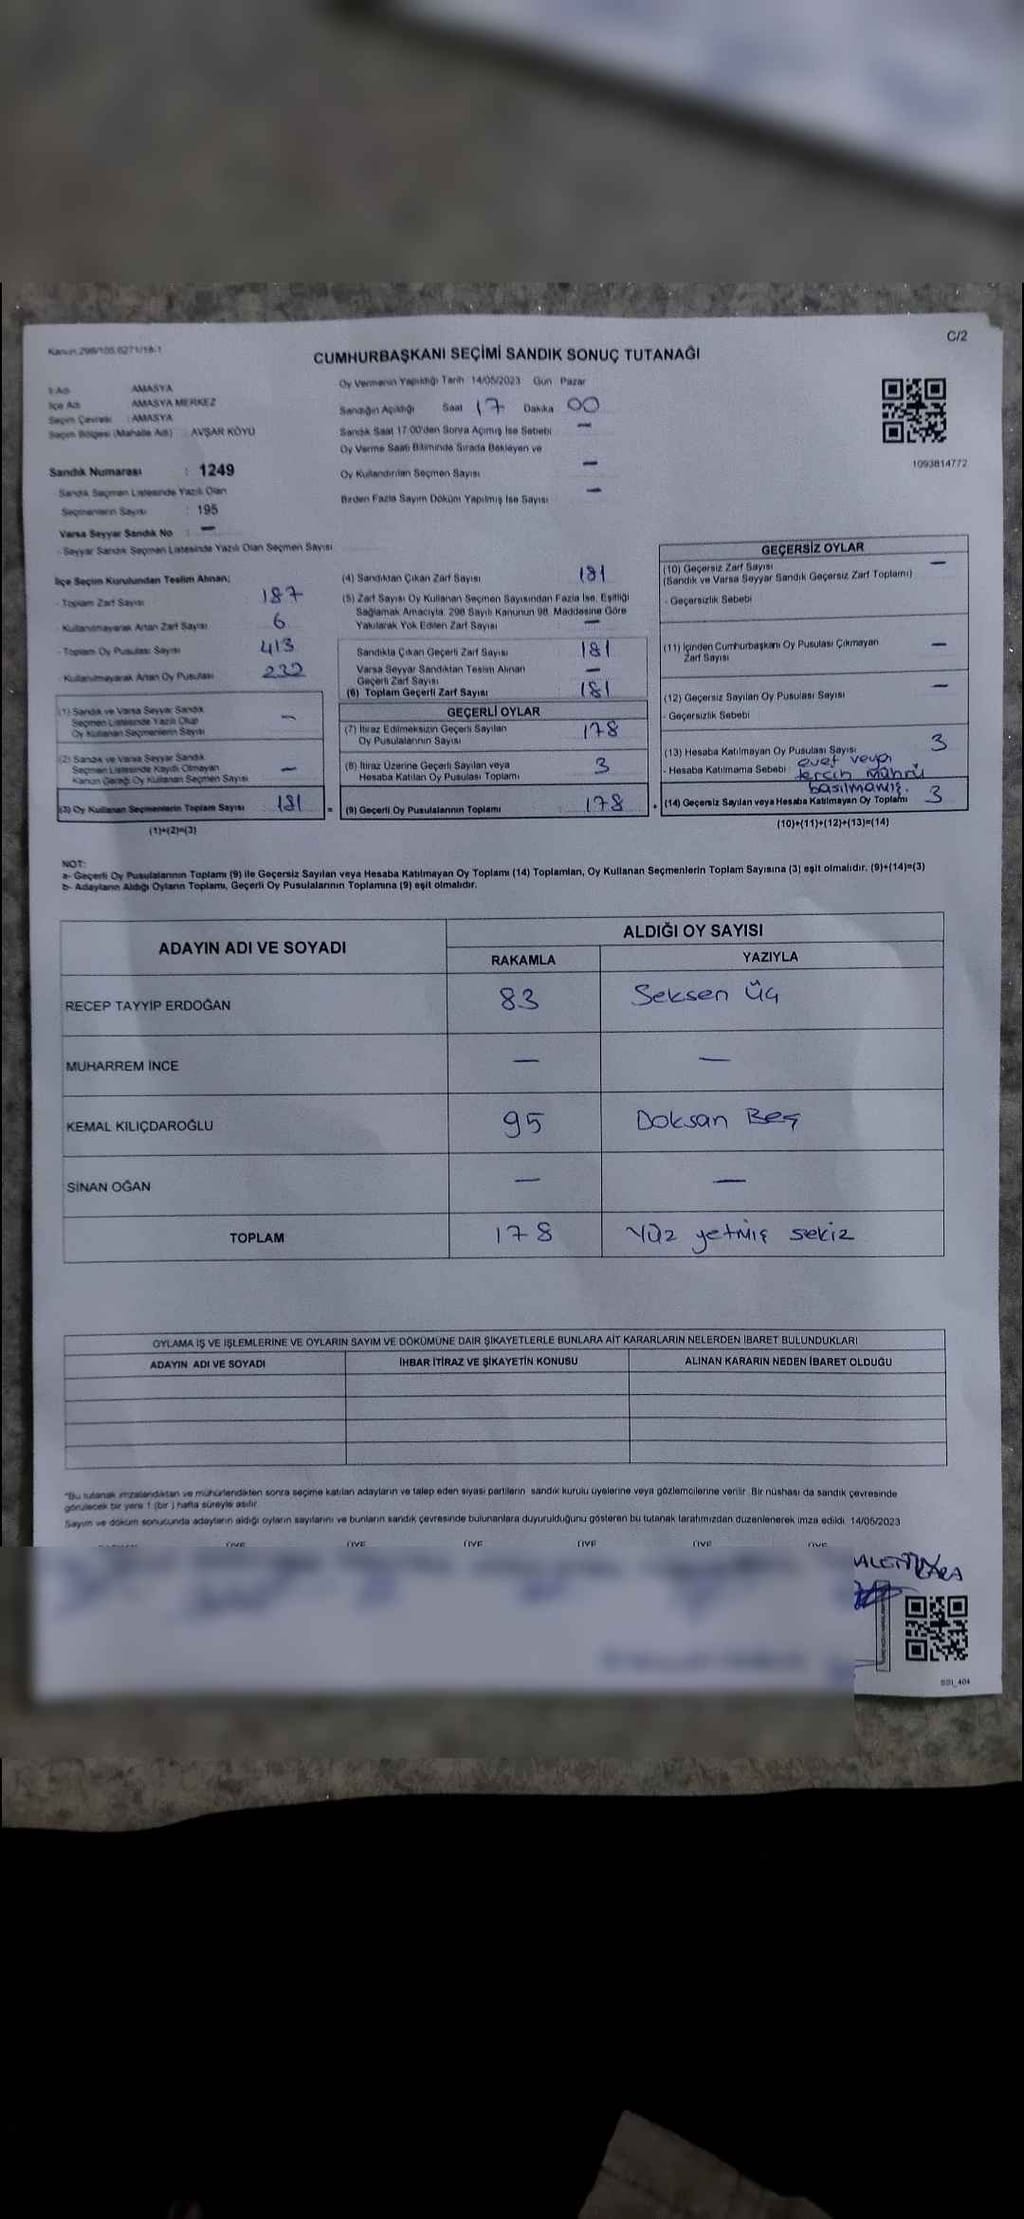 Kanun 298/105.6271/18-1
C/2
CUMHURBAŞKANI SEÇİMİ SANDIK SONUÇ TUTANAĞI
İl Adı AMASYA
İlçe Adı AMASYA MERKEZ
Seçim Çevresi : AMASYA
Seçim Bölgesi (Mahalle Adı) : AVŞAR KÖYÜ
Sandık Numarası : 1249
- Sandık Seçmen Listesinde Yazılı Olan
Seçmenlerin Sayısı : 195
Varsa Seyyar Sandık No : —
- Seyyar Sandık Seçmen Listesinde Yazılı Olan Seçmen Sayısı
Oy Vermenin Yapıldığı Tarih 14/05/2023 Gün Pazar
Sandığın Açıldığı Saat 17 Dakika 00
Sandık Saat 17.00'den Sonra Açılmış İse Sebebi —
Oy Verme Saati Bitiminde Sırada Bekleyen ve
Oy Kullandırılan Seçmen Sayısı —
Birden Fazla Sayım Döküm Yapılmış İse Sayısı —
1093814772
İlçe Seçim Kurulundan Teslim Alınan;
- Toplam Zarf Sayısı 187
Kullanılmayarak Artan Zarf Sayısı 6
- Toplam Oy Pusulası Sayısı 413
- Kullanılmayarak Artan Oy Pusulası 232
(1) Sandık ve Varsa Seyyar Sandık
Seçmen Listesinde Yazılı Olup
Oy Kullanan Seçmenlerin Sayısı —
(2) Sandık ve Varsa Seyyar Sandık
Seçmen Listesinde Kaydı Olmayan
Kanun Gereği Oy Kullanan Seçmen Sayısı —
(3) Oy Kullanan Seçmenlerin Toplam Sayısı 181 =
(1)+(2)=(3)
(4) Sandıktan Çıkan Zarf Sayısı 181
(5) Zarf Sayısı Oy Kullanan Seçmen Sayısından Fazla İse, Eşitliği
Sağlamak Amacıyla, 298 Sayılı Kanunun 98. Maddesine Göre
Yakılarak Yok Edilen Zarf Sayısı —
Sandıkta Çıkan Geçerli Zarf Sayısı 181
Varsa Seyyar Sandıktan Teslim Alınan
Geçerli Zarf Sayısı —
(6) Toplam Geçerli Zarf Sayısı 181
GEÇERLİ OYLAR
(7) İtiraz Edilmeksizin Geçerli Sayılan
Oy Pusulalarının Sayısı 178
(8) İtiraz Üzerine Geçerli Sayılan veya
Hesaba Katılan Oy Pusulası Toplamı 3
(9) Geçerli Oy Pusulalarının Toplamı 178 +
GEÇERSİZ OYLAR
(10) Geçersiz Zarf Sayısı —
(Sandık ve Varsa Seyyar Sandık Geçersiz Zarf Toplamı)
- Geçersizlik Sebebi
(11) İçinden Cumhurbaşkanı Oy Pusulası Çıkmayan
Zarf Sayısı —
(12) Geçersiz Sayılan Oy Pusulası Sayısı —
- Geçersizlik Sebebi
(13) Hesaba Katılmayan Oy Pusulası Sayısı 3
- Hesaba Katılmama Sebebi evet veya
tercih mührü
basılmamış.
(14) Geçersiz Sayılan veya Hesaba Katılmayan Oy Toplamı 3
(10)+(11)+(12)+(13)=(14)
NOT:
a- Geçerli Oy Pusulalarının Toplamı (9) ile Geçersiz Sayılan veya Hesaba Katılmayan Oy Toplamı (14) Toplamları, Oy Kullanan Seçmenlerin Toplam Sayısına (3) eşit olmalıdır. (9)+(14)=(3)
b- Adayların Aldığı Oyların Toplamı, Geçerli Oy Pusulalarının Toplamına (9) eşit olmalıdır.
ADAYIN ADI VE SOYADI ALDIĞI OY SAYISI
RAKAMLA YAZIYLA
RECEP TAYYİP ERDOĞAN 83 Seksen Üç
MUHARREM İNCE — —
KEMAL KILIÇDAROĞLU 95 Doksan Beş
SİNAN OĞAN — —
TOPLAM 178 Yüz yetmiş sekiz
OYLAMA İŞ VE İŞLEMLERİNE VE OYLARIN SAYIM VE DÖKÜMÜNE DAİR ŞİKAYETLERLE BUNLARA AİT KARARLARIN NELERDEN İBARET BULUNDUKLARI
ADAYIN ADI VE SOYADI İHBAR İTİRAZ VE ŞİKAYETİN KONUSU ALINAN KARARIN NEDEN İBARET OLDUĞU
"Bu tutanak imzalandıktan ve mühürlendikten sonra seçime katılan adayların ve talep eden siyasi partilerin sandık kurulu üyelerine veya gözlemcilerine verilir. Bir nüshası da sandık çevresinde
görülecek bir yere 1 (bir) hafta süreyle asılır.
Sayım ve döküm sonucunda adayların aldığı oyların sayılarını ve bunların sandık çevresinde bulunanlara duyurulduğunu gösteren bu tutanak tarafımızdan düzenlenerek imza edildi. 14/05/2023
ÜYE ÜYE ÜYE ÜYE ÜYE ÜYE
KARA